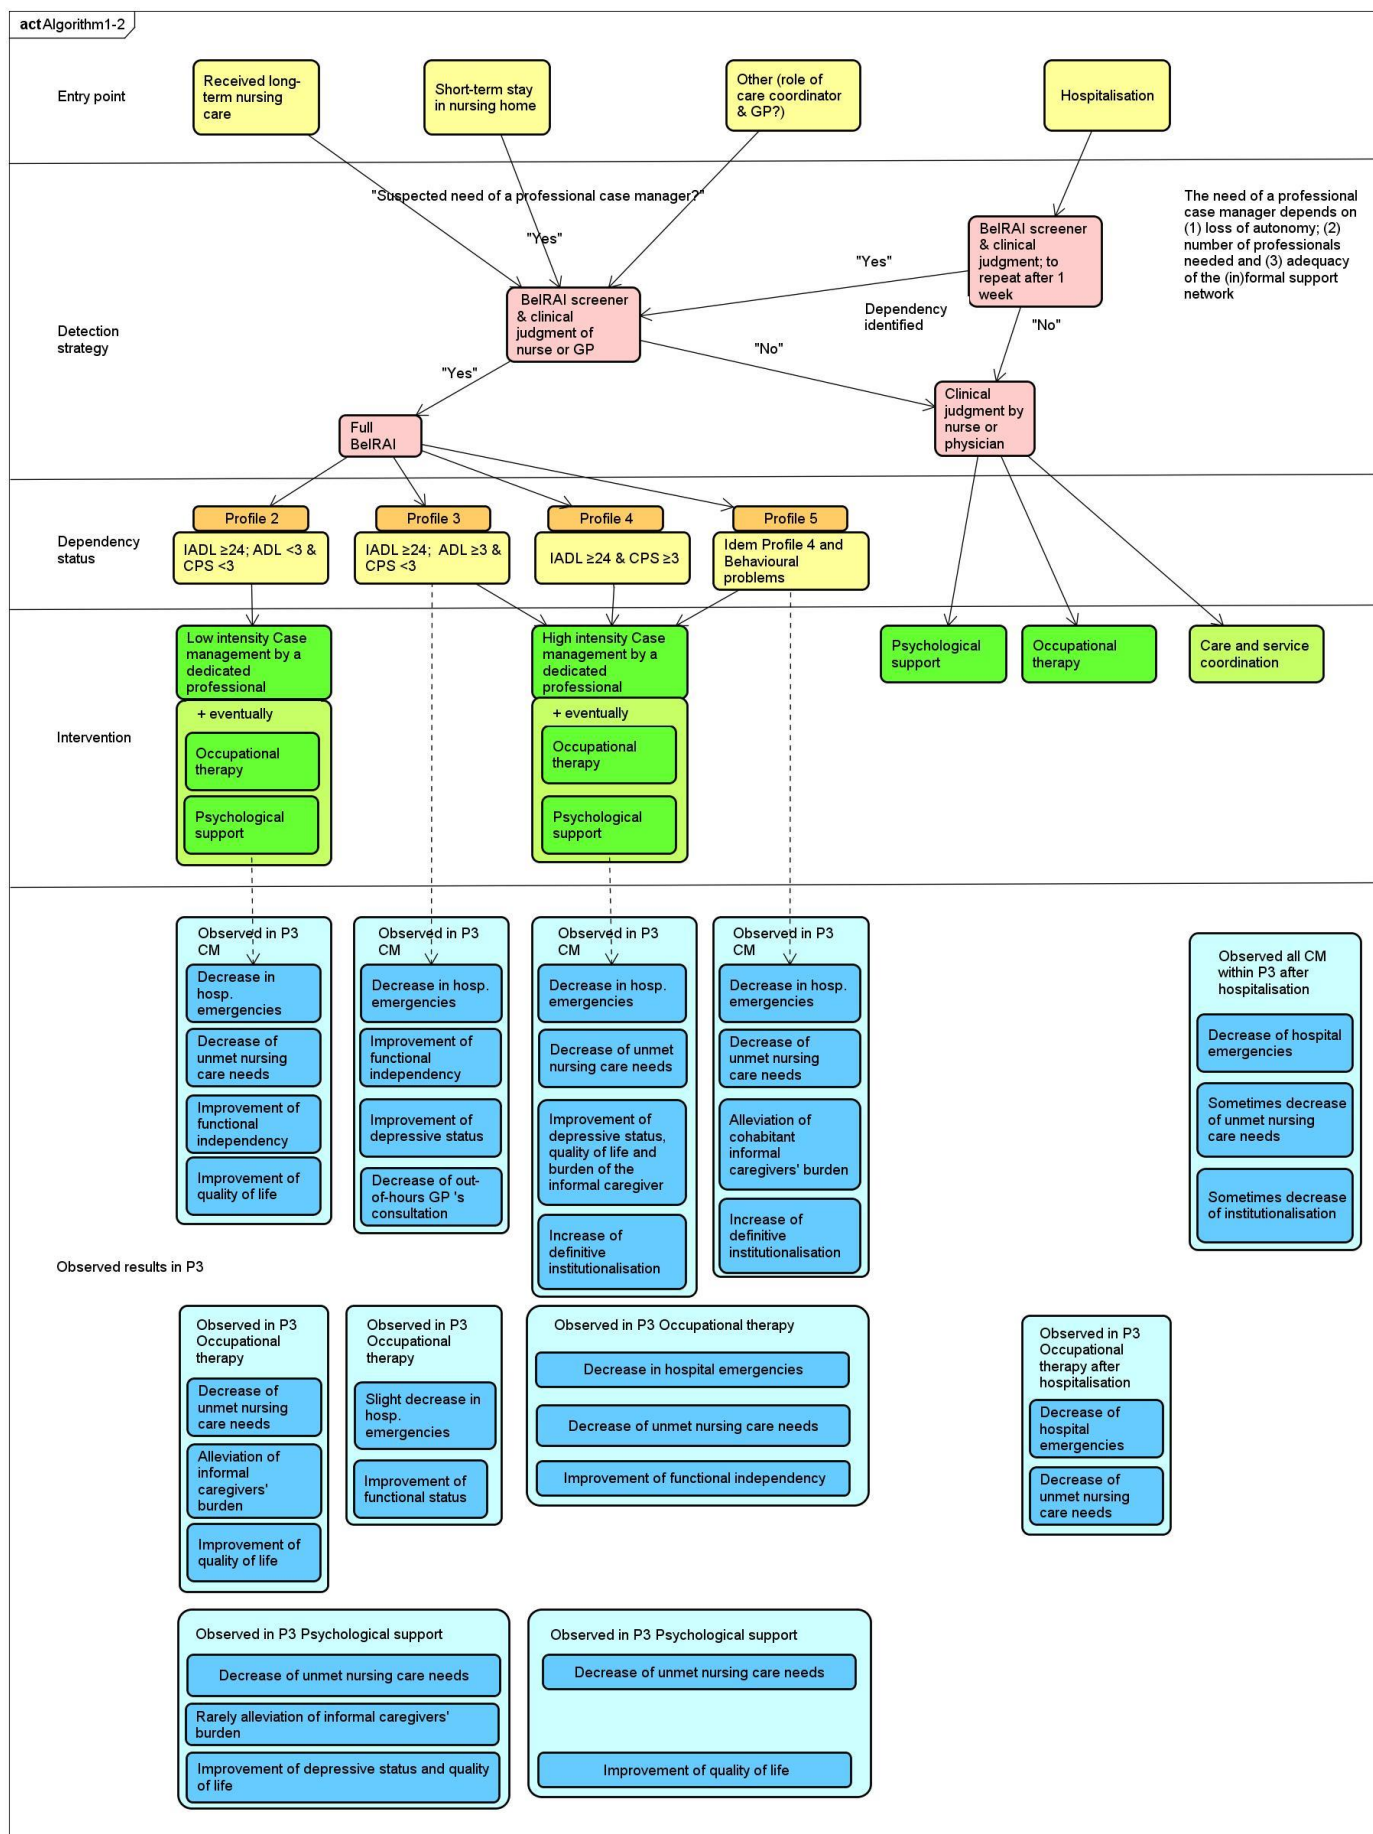 actAlgorithm1-2
Entry point
Received long-
term nursing
care
Short-term stay
in nursing home
Other (role of
care coordinator
& GP?)
Hospitalisation
Detection
strategy
"Suspected need of a professional case manager?"
"Yes"
BelRAI screener
& clinical
judgment of
nurse or GP
"Yes"
Dependency
identified
BelRAI screener
& clinical
judgment; to
repeat after 1
week
The need of a professional
case manager depends on
(1) loss of autonomy; (2)
number of professionals
needed and (3) adequacy
of the (in)formal support
network
"No"
"No"
"Yes"
Full
BelRAI
Clinical
judgment by
nurse or
physician
Dependency
status
Profile 2
IADL ≥24; ADL <3 &
CPS <3
Profile 3
IADL ≥24; ADL ≥3 &
CPS <3
Profile 4
IADL ≥24 & CPS ≥3
Profile 5
Idem Profile 4 and
Behavioural
problems
Intervention
Low intensity Case
management by a
dedicated
professional
+ eventually
Occupational
therapy
Psychological
support
High intensity Case
management by a
dedicated
professional
+ eventually
Occupational
therapy
Psychological
support
Psychological
support
Occupational
therapy
Care and service
coordination
Observed results in P3
Observed in P3
CM
Decrease in
hosp.
emergencies
Decrease of
unmet nursing
care needs
Improvement of
functional
independency
Improvement of
quality of life
Observed in P3
CM
Decrease in hosp.
emergencies
Improvement of
functional
independency
Improvement of
depressive status
Decrease of out-
of-hours GP 's
consultation
Observed in P3
CM
Decrease in hosp.
emergencies
Decrease of unmet
nursing care needs
Improvement of
depressive status,
quality of life and
burden of the
informal caregiver
Increase of
definitive
institutionalisation
Observed in P3
CM
Decrease in hosp.
emergencies
Decrease of
unmet nursing
care needs
Alleviation of
cohabitant
informal
caregivers' burden
Increase of
definitive
institutionalisation
Observed all CM
within P3 after
hospitalisation
Decrease of hospital
emergencies
Sometimes decrease
of unmet nursing
care needs
Sometimes decrease
of institutionalisation
Observed in P3
Occupational
therapy
Decrease of
unmet nursing
care needs
Alleviation of
informal
caregivers'
burden
Improvement of
quality of life
Observed in P3
Occupational
therapy
Slight decrease in
hosp.
emergencies
Improvement of
functional status
Observed in P3 Occupational therapy
Decrease in hospital emergencies
Decrease of unmet nursing care needs
Improvement of functional independency
Observed in P3
Occupational
therapy after
hospitalisation
Decrease of
hospital
emergencies
Decrease of
unmet nursing
care needs
Observed in P3 Psychological support
Decrease of unmet nursing care needs
Rarely alleviation of informal caregivers'
burden
Improvement of depressive status and quality
of life
Observed in P3 Psychological support
Decrease of unmet nursing care needs
Improvement of quality of life